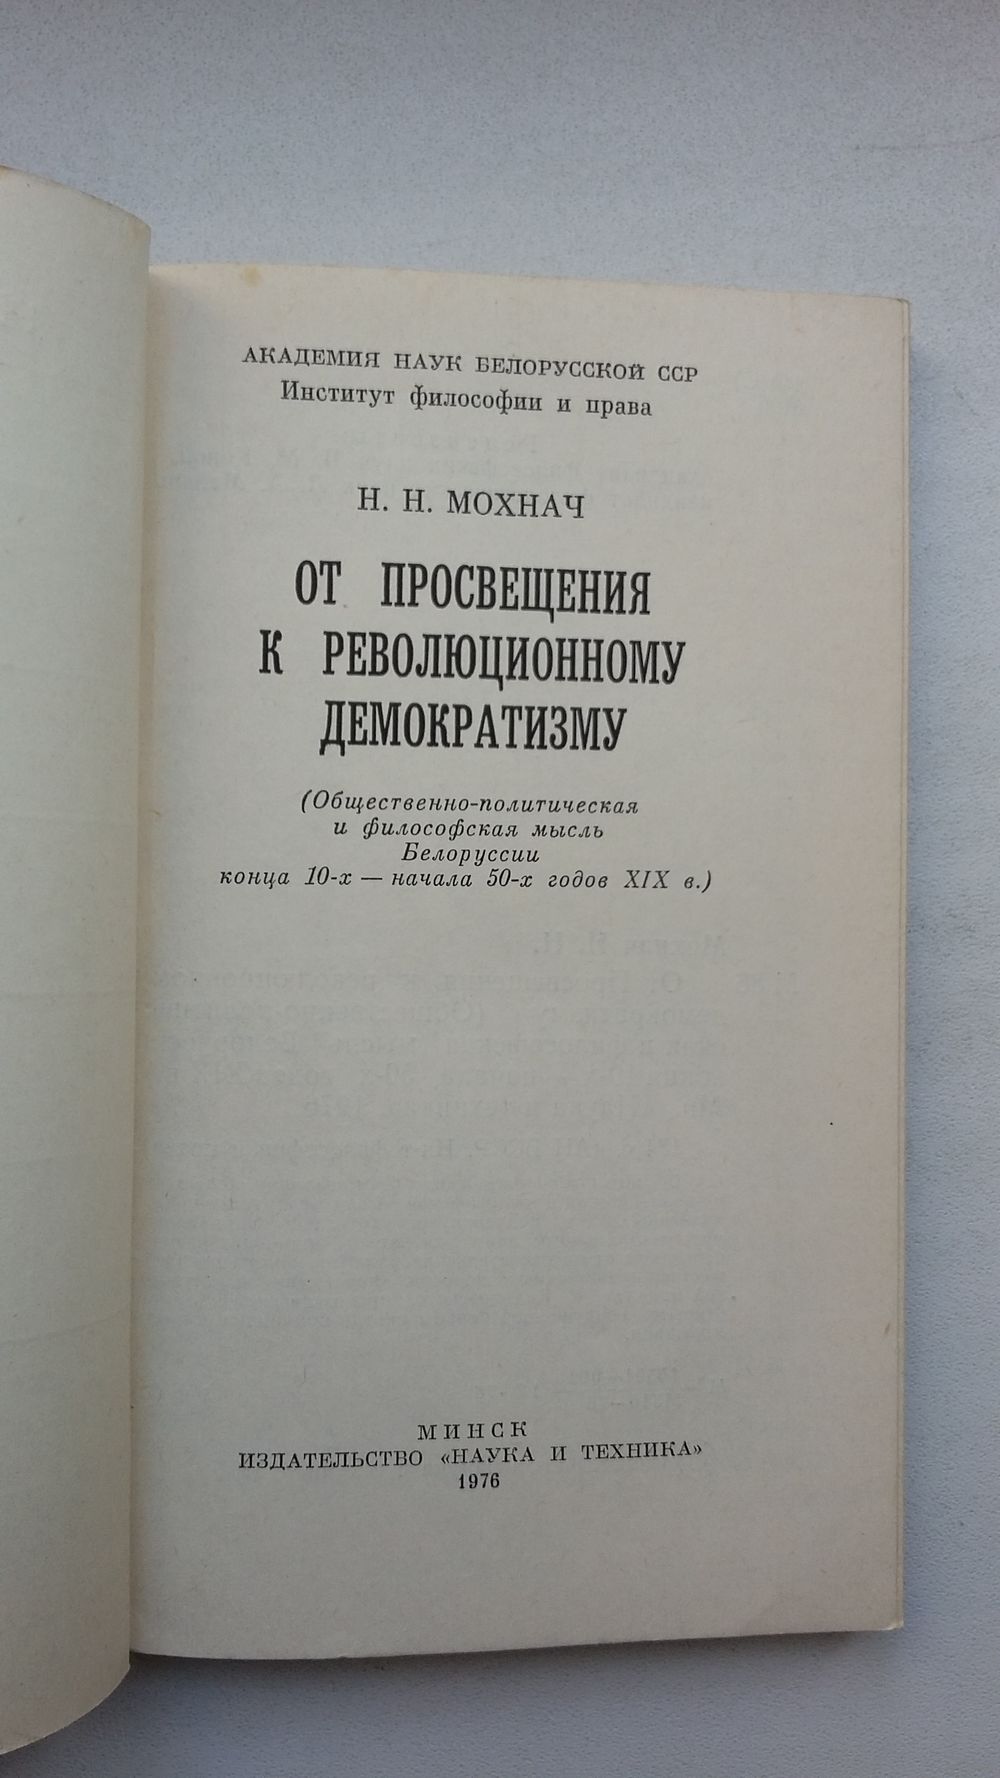 АКАДЕМИЯ НАУК БЕЛОРУССКОЙ ССР
Институт философии и права
Н. Н. МОХНАЧ
ОТ ПРОСВЕЩЕНИЯ
К РЕВОЛЮЦИОННОМУ
ДЕМОКРАТИЗМУ
(Общественно-политическая
и философская мысль
Белоруссии
конца 10-х — начала 50-х годов XIX в.)
МИНСК
ИЗДАТЕЛЬСТВО «НАУКА И ТЕХНИКА»
1976